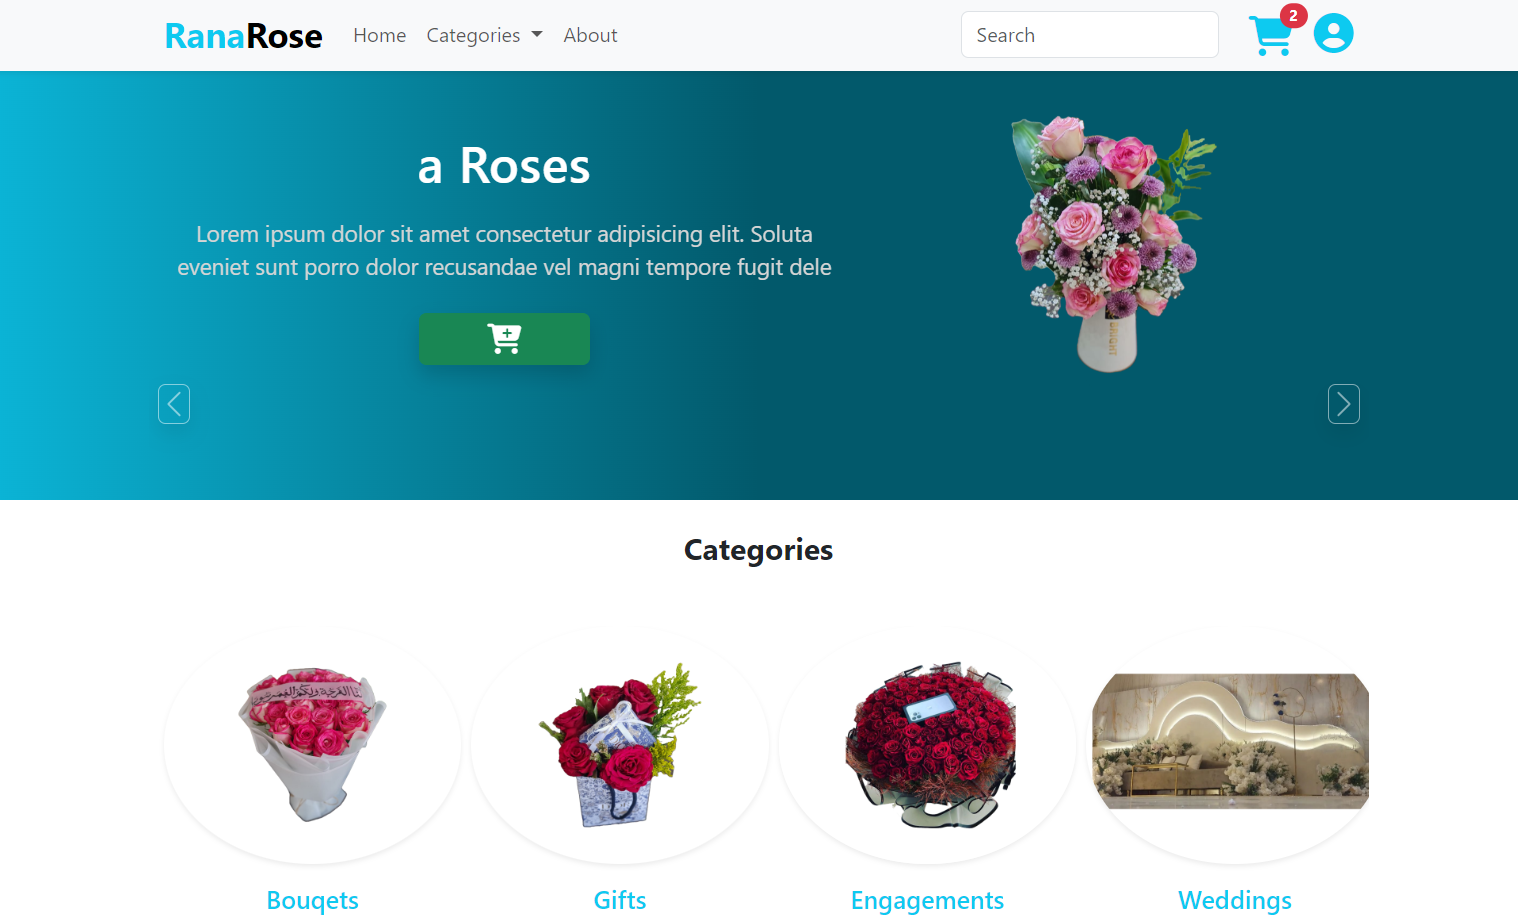 RanaRose
Home
Categories
About
Search
2
a Roses
Lorem ipsum dolor sit amet consectetur adipisicing elit. Soluta
eveniet sunt porro dolor recusandae vel magni tempore fugit dele
Categories
Bouqets
Gifts
Engagements
Weddings